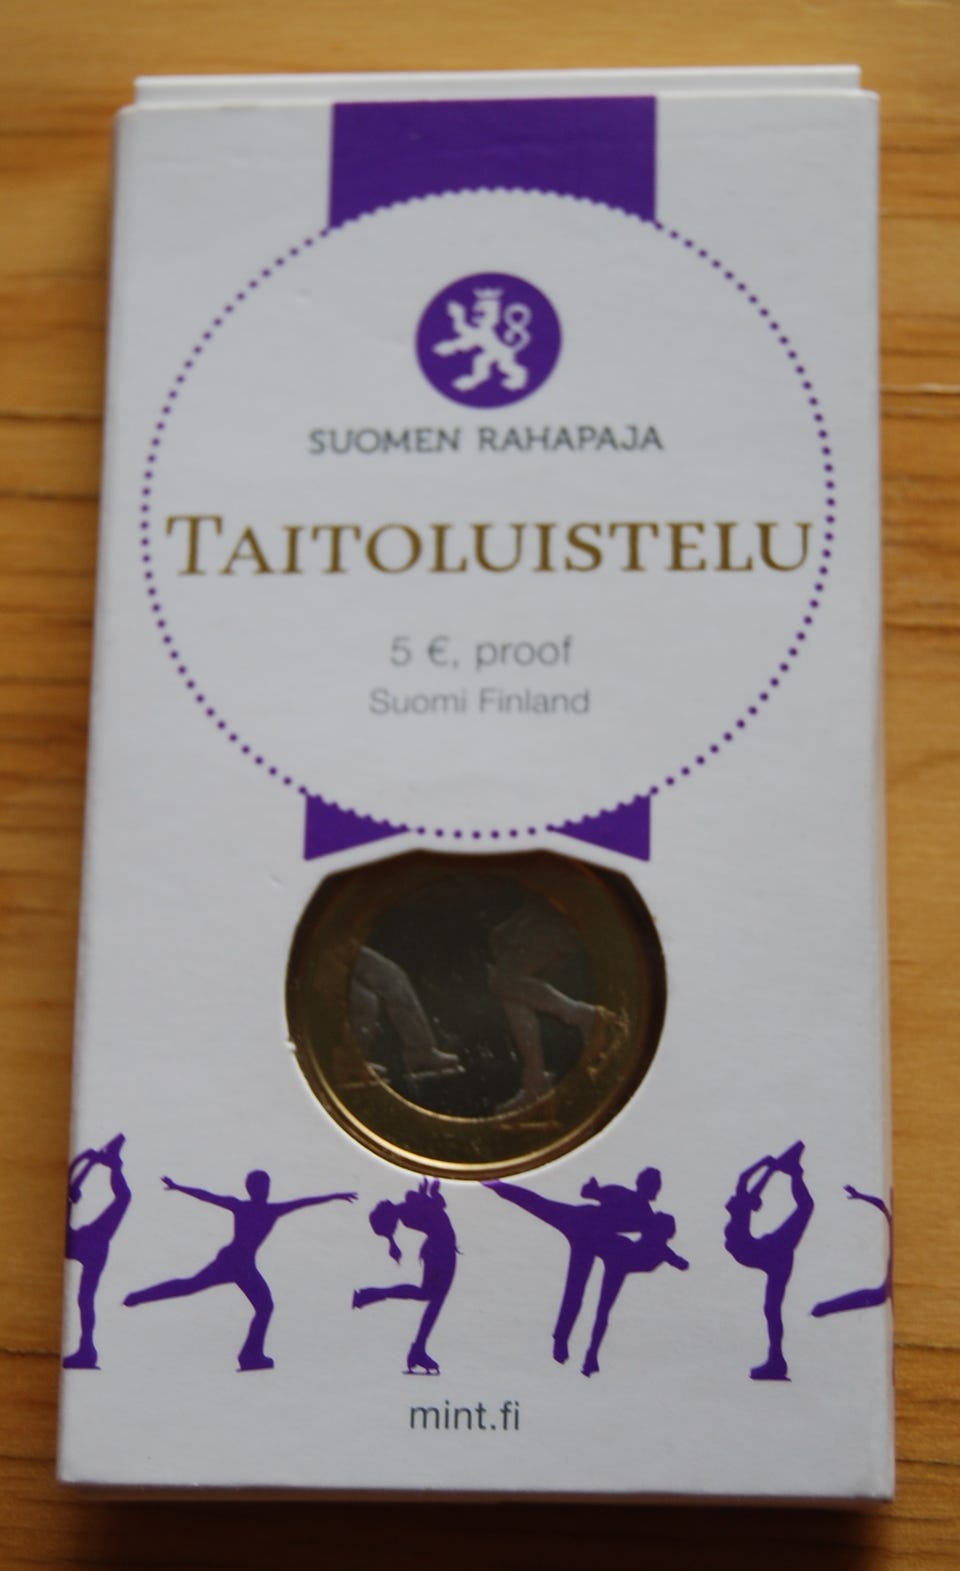 SUOMEN RAHAPAJA
TAITOLUISTELU
5 €, proof
Suomi Finland
mint.fi